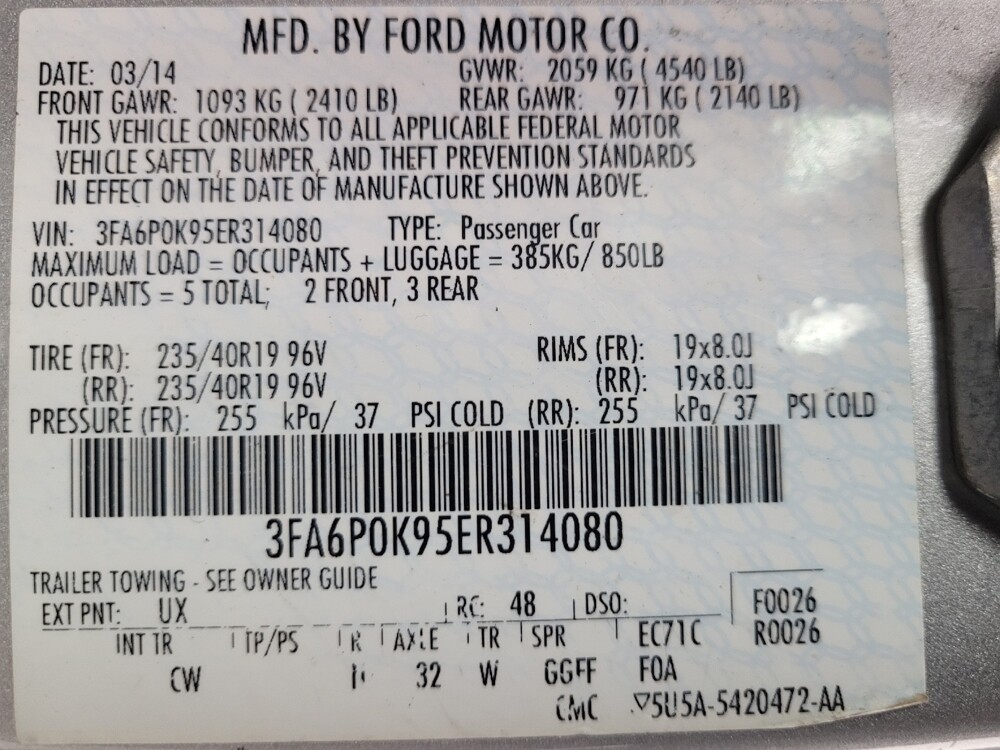 MFD. BY FORD MOTOR CO.
DATE: 03/14 GVWR: 2059 KG ( 4540 LB)
FRONT GAWR: 1093 KG ( 2410 LB) REAR GAWR: 971 KG ( 2140 LB)
THIS VEHICLE CONFORMS TO ALL APPLICABLE FEDERAL MOTOR
VEHICLE SAFETY, BUMPER, AND THEFT PREVENTION STANDARDS
IN EFFECT ON THE DATE OF MANUFACTURE SHOWN ABOVE.
VIN: 3FA6P0K95ER314080 TYPE: Passenger Car
MAXIMUM LOAD = OCCUPANTS + LUGGAGE = 385KG/ 850LB
OCCUPANTS = 5 TOTAL; 2 FRONT, 3 REAR
TIRE (FR): 235/40R19 96V RIMS (FR): 19x8.0J
(RR): 235/40R19 96V (RR): 19x8.0J
PRESSURE (FR): 255 kPa/ 37 PSI COLD (RR): 255 kPa/ 37 PSI COLD
3FA6P0K95ER314080
TRAILER TOWING - SEE OWNER GUIDE
EXT PNT: UX RC: 48 DSO: F0026
INT TR TP/PS R AXLE TR SPR EC71C R0026
CW 32 W GGFF FOA
CMC ▽5U5A-5420472-AA